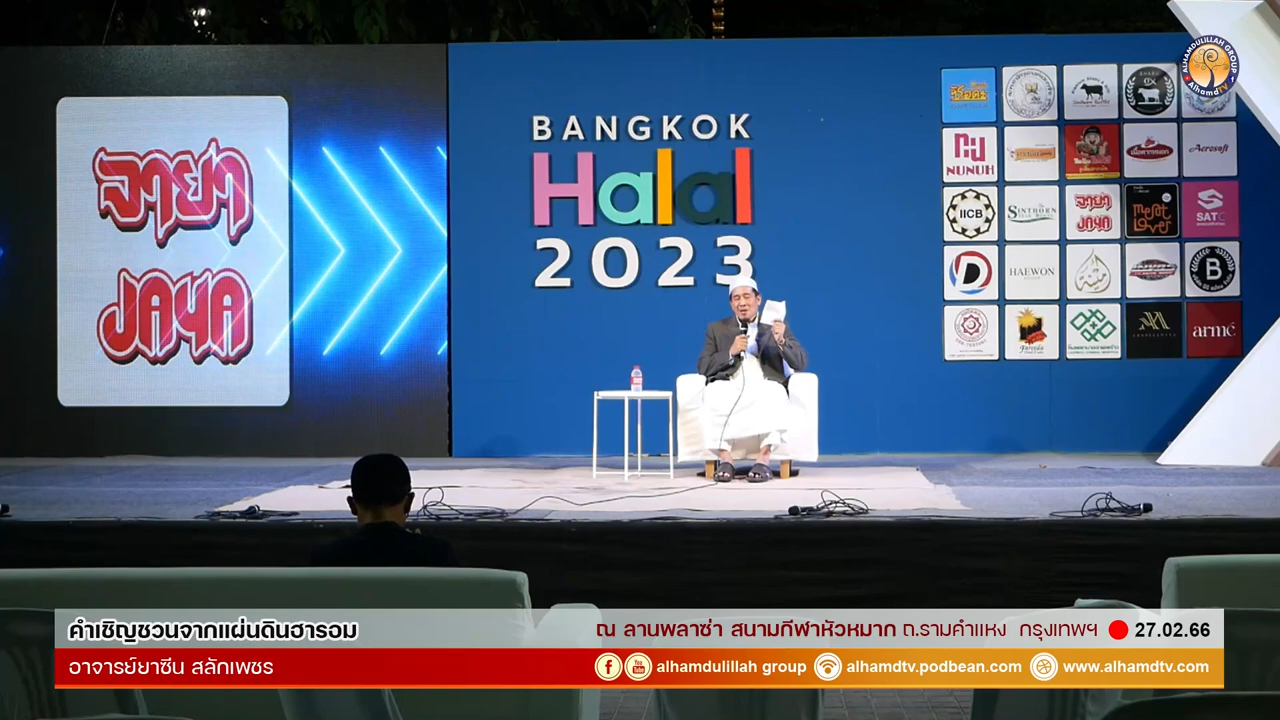 ALHAMDULILLAH GROUP
AlhamdTV
BANGKOK
Halal
2023
จายา
JAYA
NUNUH
Aerosoft
IICB
SINTHORN
จายา
JAYA
meat
lover
SATC
HAEWON
B
armé
คำเชิญชวนจากแผ่นดินฮารอม
ณ ลานพลาซ่า สนามกีฬาหัวหมาก ถ.รามคำแหง กรุงเทพฯ
27.02.66
อาจารย์ยาซีน สลักเพชร
alhamdulillah group
alhamdtv.podbean.com
www.alhamdtv.com